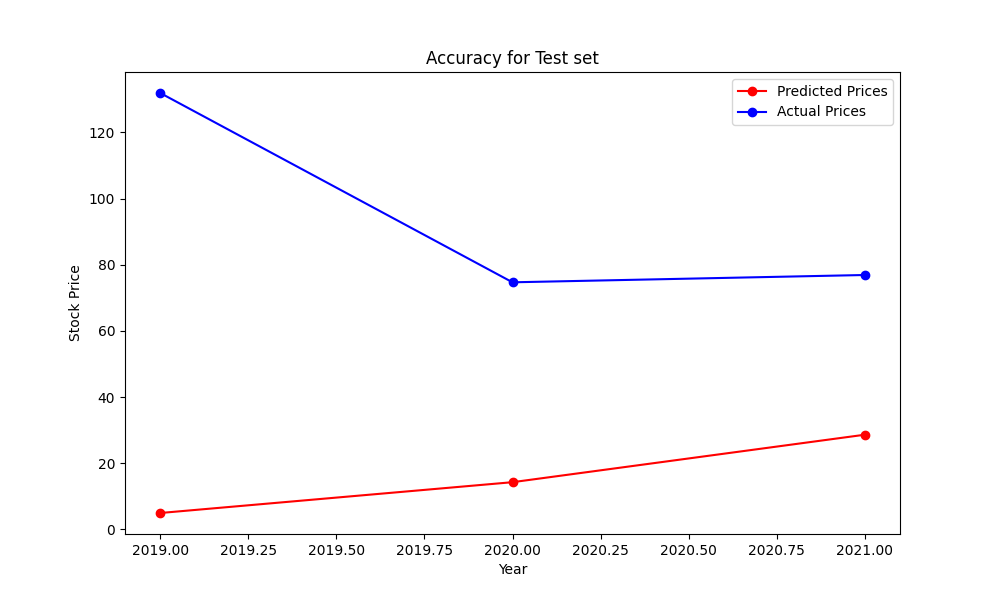 Accuracy for Test set
Predicted Prices
Actual Prices
120
100
80
60
40
20
0
Stock Price
2019.00 2019.25 2019.50 2019.75 2020.00 2020.25 2020.50 2020.75 2021.00
Year